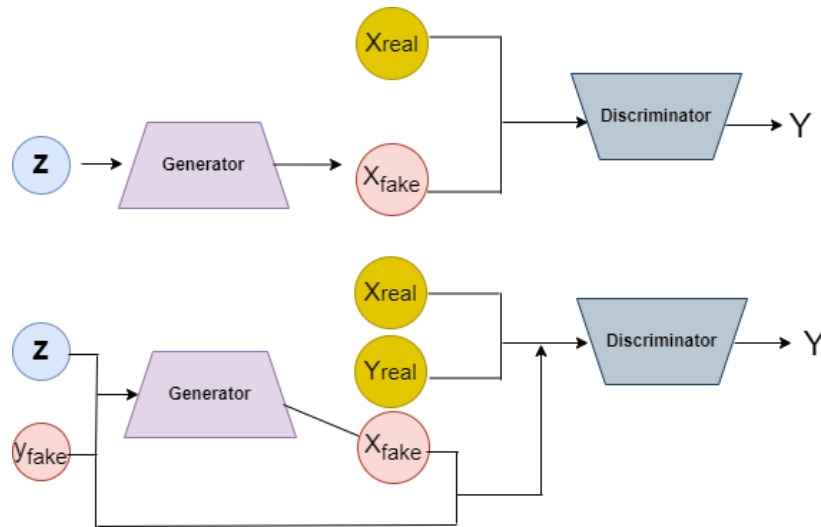 Xreal
Discriminator
Y
z
Generator
Xfake
Xreal
z
Discriminator
Y
Yreal
Generator
yfake
Xfake